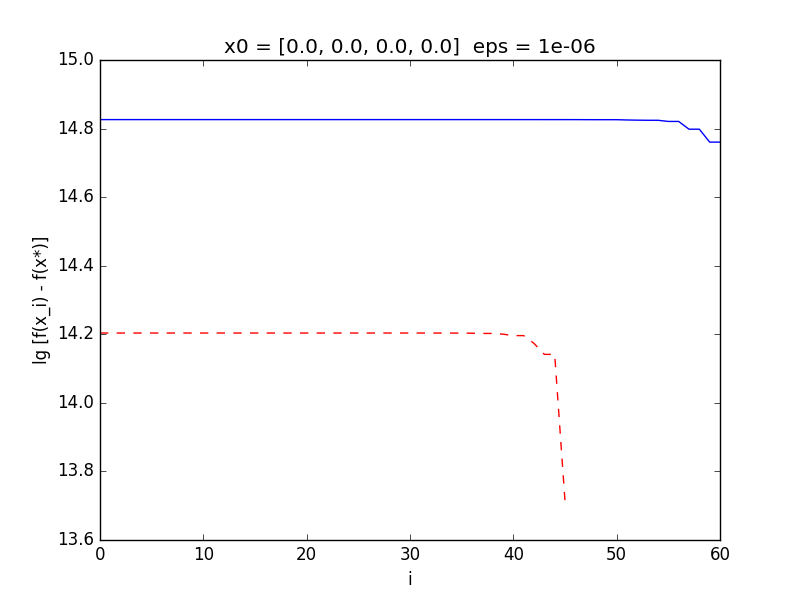 x0 = [0.0, 0.0, 0.0, 0.0]  eps = 1e-06
15.0
14.8
14.6
14.4
14.2
14.0
13.8
13.6
lg [f(x_i) - f(x*)]
0 10 20 30 40 50 60
i